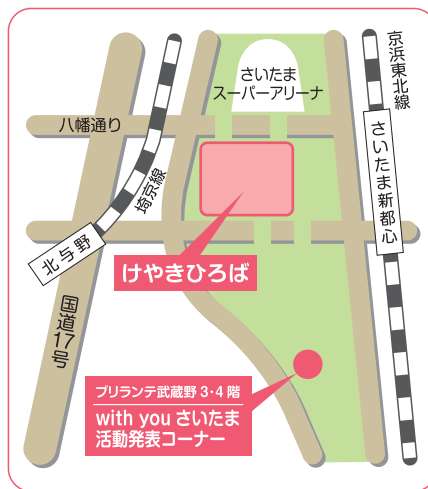 京浜東北線
さいたま
スーパーアリーナ
八幡通り
さいたま新都心
埼京線
北与野
けやきひろば
国道17号
ブリランテ武蔵野 3・4 階
with you さいたま
活動発表コーナー